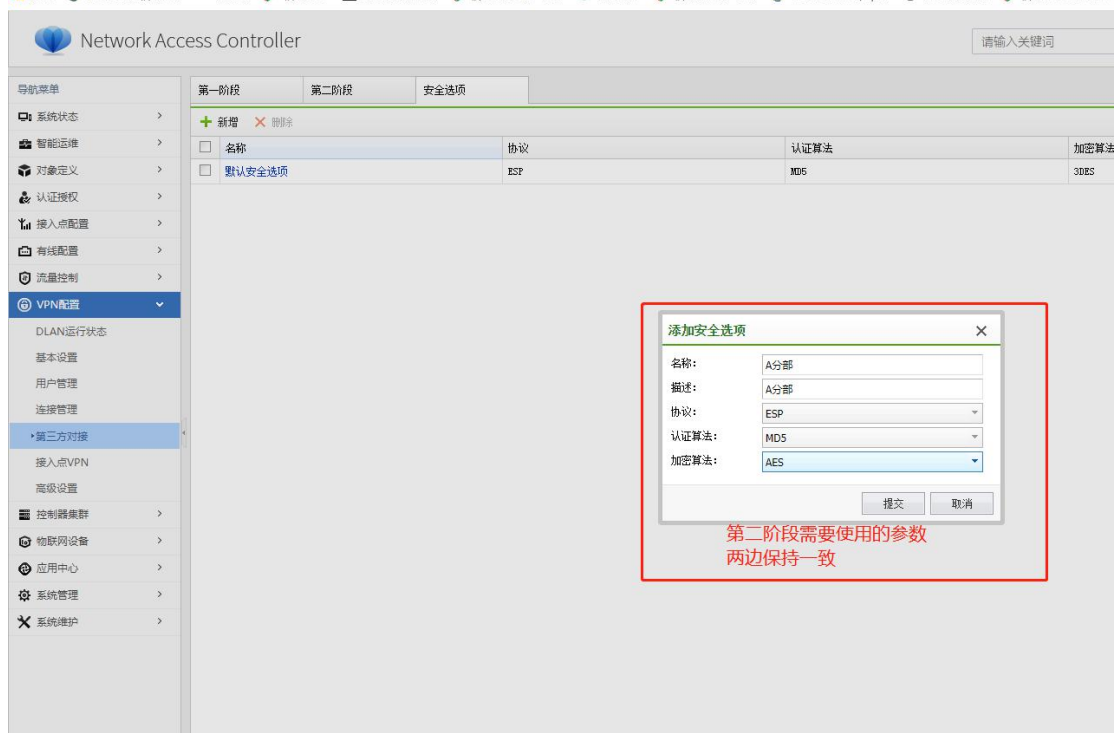 Network Access Controller
请输入关键词
导航菜单
第一阶段 第二阶段 安全选项
系统状态
新增 删除
智能运维
名称 协议 认证算法 加密算法
对象定义
默认安全选项 ESP MD5 3DES
认证授权
接入点配置
有线配置
流量控制
VPN配置
DLAN运行状态
基本设置
用户管理
连接管理
第三方对接
接入点VPN
高级设置
控制器集群
物联网设备
应用中心
系统管理
系统维护
添加安全选项
名称: A分部
描述: A分部
协议: ESP
认证算法: MD5
加密算法: AES
提交 取消
第二阶段需要使用的参数
两边保持一致